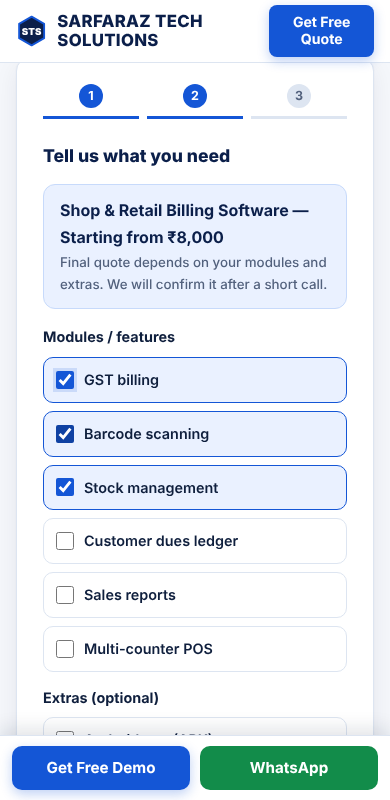 STS
SARFARAZ TECH
SOLUTIONS
Get Free
Quote
1
2
3
Tell us what you need
Shop & Retail Billing Software —
Starting from ₹8,000
Final quote depends on your modules and
extras. We will confirm it after a short call.
Modules / features
GST billing
Barcode scanning
Stock management
Customer dues ledger
Sales reports
Multi-counter POS
Extras (optional)
Get Free Demo
WhatsApp